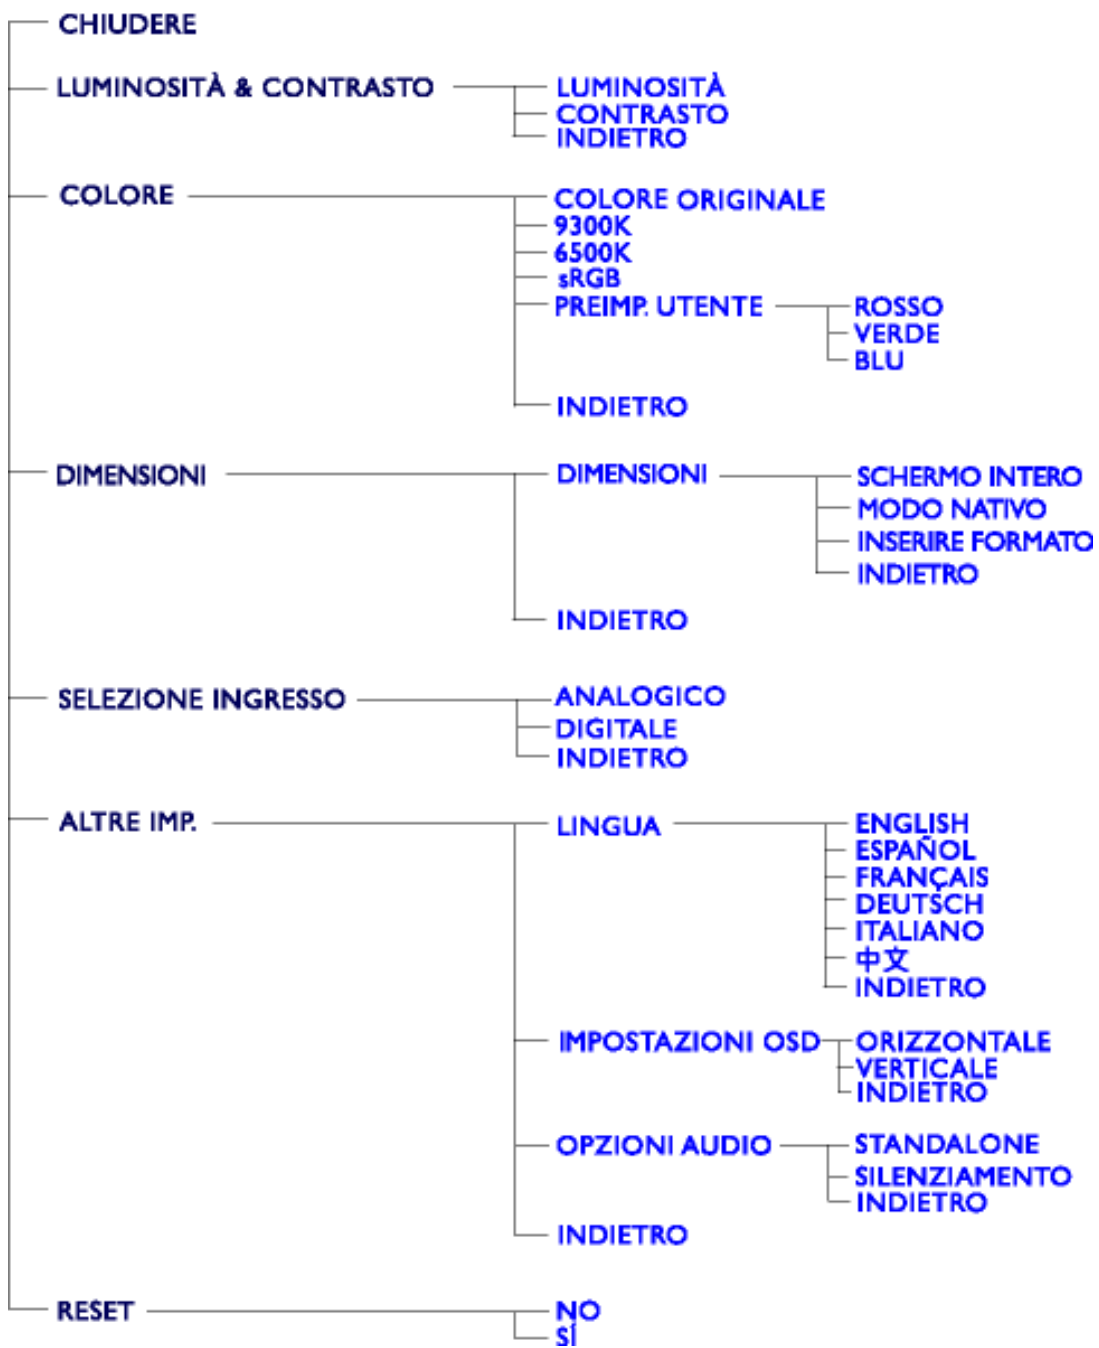 CHIUDERE
LUMINOSITÀ & CONTRASTO
LUMINOSITÀ
CONTRASTO
INDIETRO
COLORE
COLORE ORIGINALE
9300K
6500K
sRGB
PREIMP. UTENTE
ROSSO
VERDE
BLU
INDIETRO
DIMENSIONI
DIMENSIONI
SCHERMO INTERO
MODO NATIVO
INSERIRE FORMATO
INDIETRO
INDIETRO
SELEZIONE INGRESSO
ANALOGICO
DIGITALE
INDIETRO
ALTRE IMP.
LINGUA
ENGLISH
ESPAÑOL
FRANÇAIS
DEUTSCH
ITALIANO
中文
INDIETRO
IMPOSTAZIONI OSD
ORIZZONTALE
VERTICALE
INDIETRO
OPZIONI AUDIO
STANDALONE
SILENZIAMENTO
INDIETRO
INDIETRO
RESET
NO
SÍ